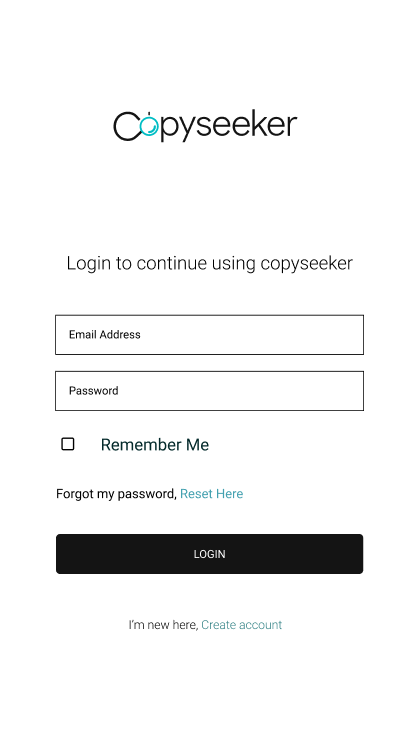 Copyseeker
Login to continue using copyseeker
Email Address
Password
Remember Me
Forgot my password, Reset Here
LOGIN
I'm new here, Create account